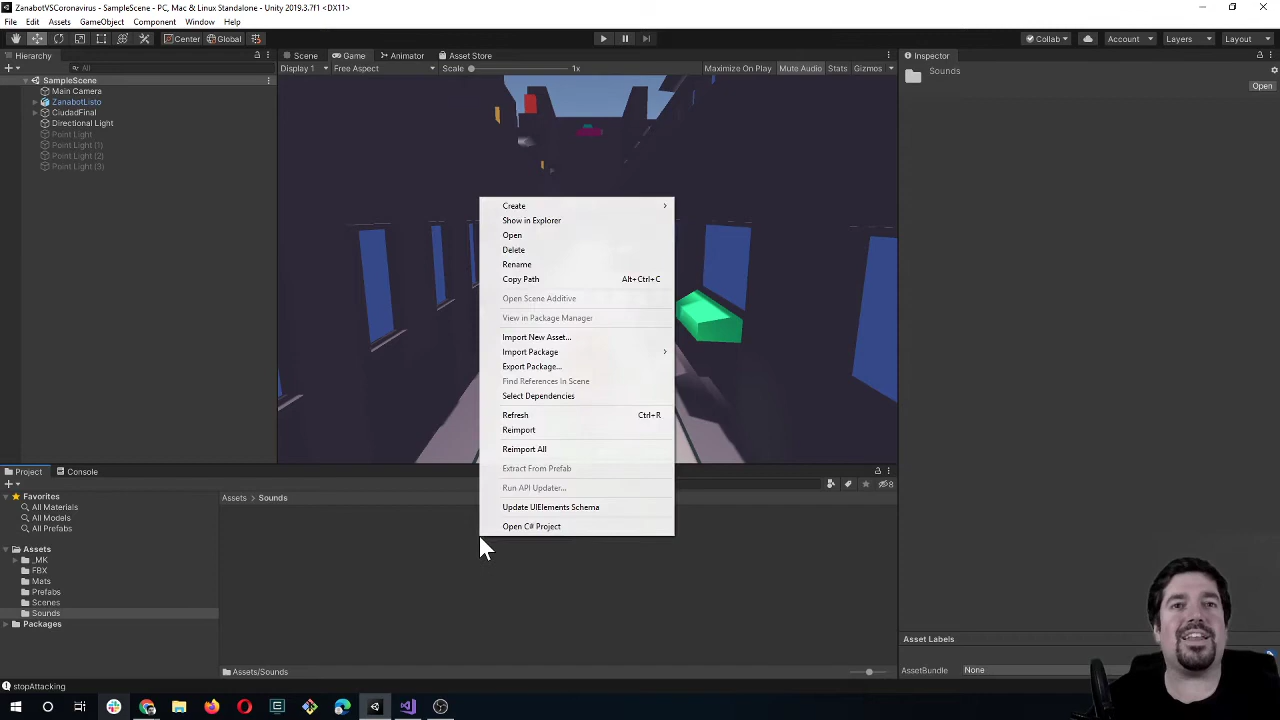 ZanabotVSCoronavirus - SampleScene - PC, Mac & Linux Standalone - Unity 2019.3.7f1 <DX11>
File Edit Assets GameObject Component Window Help
Center Global Collab Account Layers Layout
Hierarchy
All
SampleScene
Main Camera
ZanabotListo
CiudadFinal
Directional Light
Point Light
Point Light (1)
Point Light (2)
Point Light (3)
Scene Game Animator Asset Store
Display 1 Free Aspect Scale 1x Maximize On Play Mute Audio Stats Gizmos
Inspector
Sounds
Open
Create
Show in Explorer
Open
Delete
Rename
Copy Path Alt+Ctrl+C
Open Scene Additive
View in Package Manager
Import New Asset...
Import Package
Export Package...
Find References In Scene
Select Dependencies
Refresh Ctrl+R
Reimport
Reimport All
Extract From Prefab
Run API Updater...
Update UIElements Schema
Open C# Project
Project Console
8
Favorites
All Materials
All Models
All Prefabs
Assets
_MK
FBX
Mats
Prefabs
Scenes
Sounds
Packages
Assets > Sounds
Assets/Sounds
Asset Labels
AssetBundle None
stopAttacking